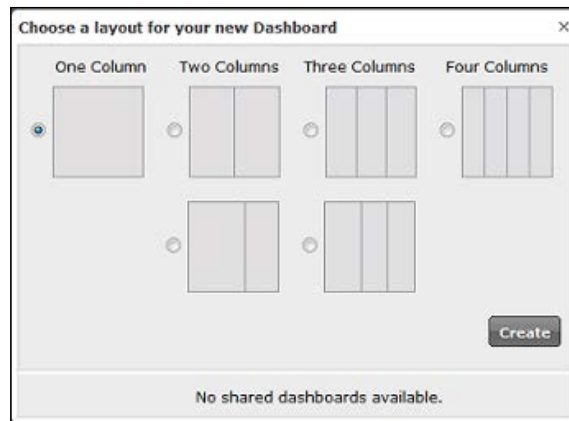 Choose a layout for your new Dashboard
One Column Two Columns Three Columns Four Columns
Create
No shared dashboards available.